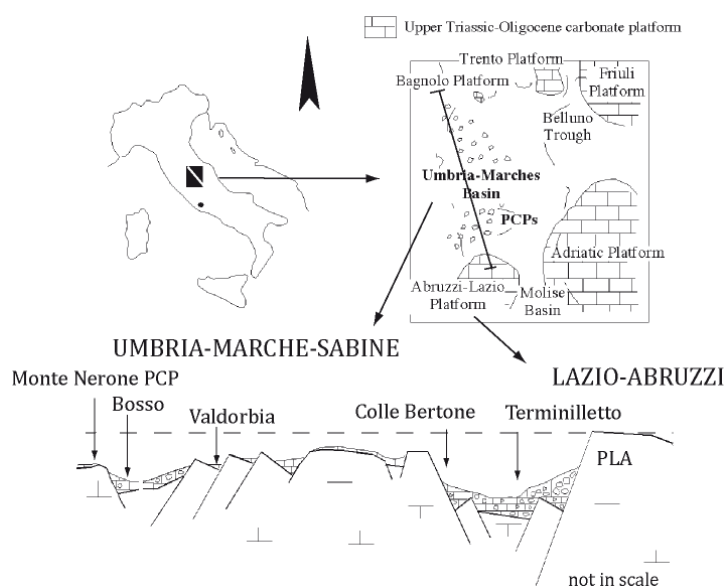 Upper Triassic-Oligocene carbonate platform
Trento Platform
Bagnolo Platform
Friuli
Platform
Belluno
Trough
Umbria-Marches
Basin
PCPs
Adriatic Platform
Abruzzi-Lazio
Platform
Molise
Basin
UMBRIA-MARCHE-SABINE
LAZIO-ABRUZZI
Monte Nerone PCP
Bosso
Valdorbia
Colle Bertone
Terminilletto
PLA
not in scale